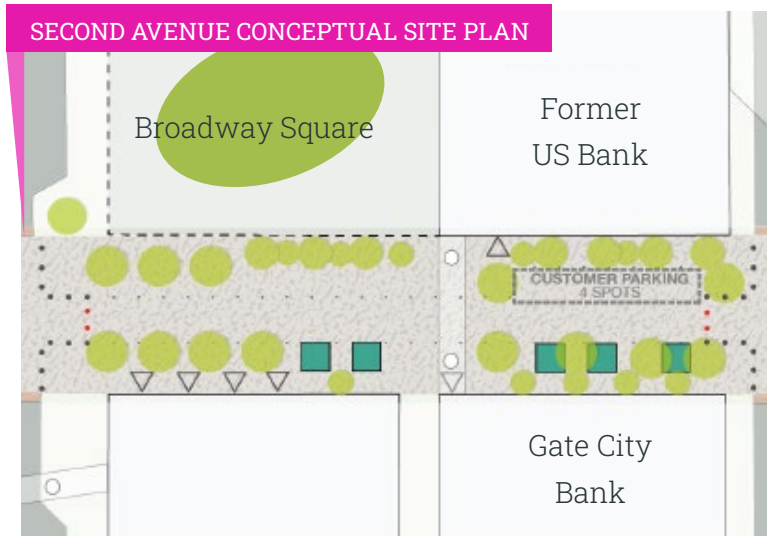 SECOND AVENUE CONCEPTUAL SITE PLAN
Broadway Square
Former
US Bank
CUSTOMER PARKING
4 SPOTS
Gate City
Bank